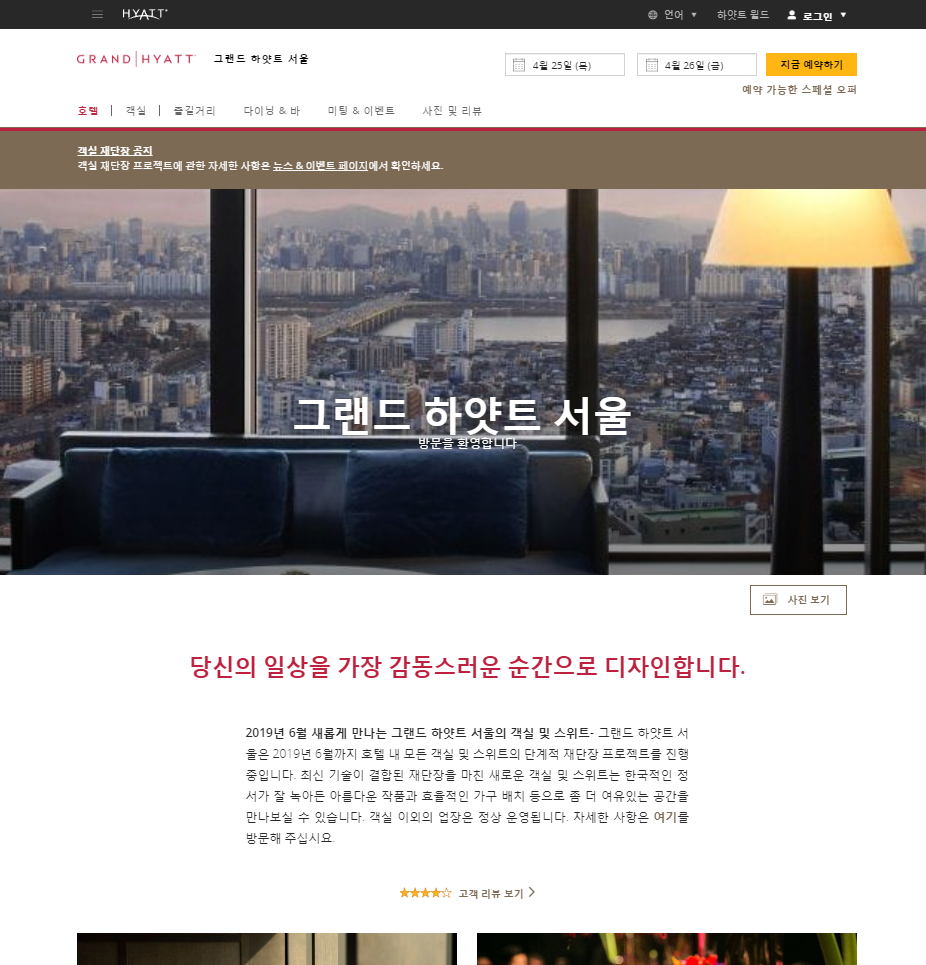 HYATT
언어
하얏트 월드
로그인
GRAND HYATT
그랜드 하얏트 서울
4월 25일 (목)
4월 26일 (금)
지금 예약하기
예약 가능한 스페셜 오퍼
호텔
객실
즐길거리
다이닝 & 바
미팅 & 이벤트
사진 및 리뷰
객실 재단장 공지
객실 재단장 프로젝트에 관한 자세한 사항은 뉴스 & 이벤트 페이지에서 확인하세요.
그랜드 하얏트 서울
방문을 환영합니다
사진 보기
당신의 일상을 가장 감동스러운 순간으로 디자인합니다.
2019년 6월 새롭게 만나는 그랜드 하얏트 서울의 객실 및 스위트- 그랜드 하얏트 서
울은 2019년 6월까지 호텔 내 모든 객실 및 스위트의 단계적 재단장 프로젝트를 진행
중입니다. 최신 기술이 결합된 재단장을 마친 새로운 객실 및 스위트는 한국적인 정
서가 잘 녹아든 아름다운 작품과 효율적인 가구 배치 등으로 좀 더 여유있는 공간을
만나보실 수 있습니다. 객실 이외의 업장은 정상 운영됩니다. 자세한 사항은 여기를
방문해 주십시요.
고객 리뷰 보기